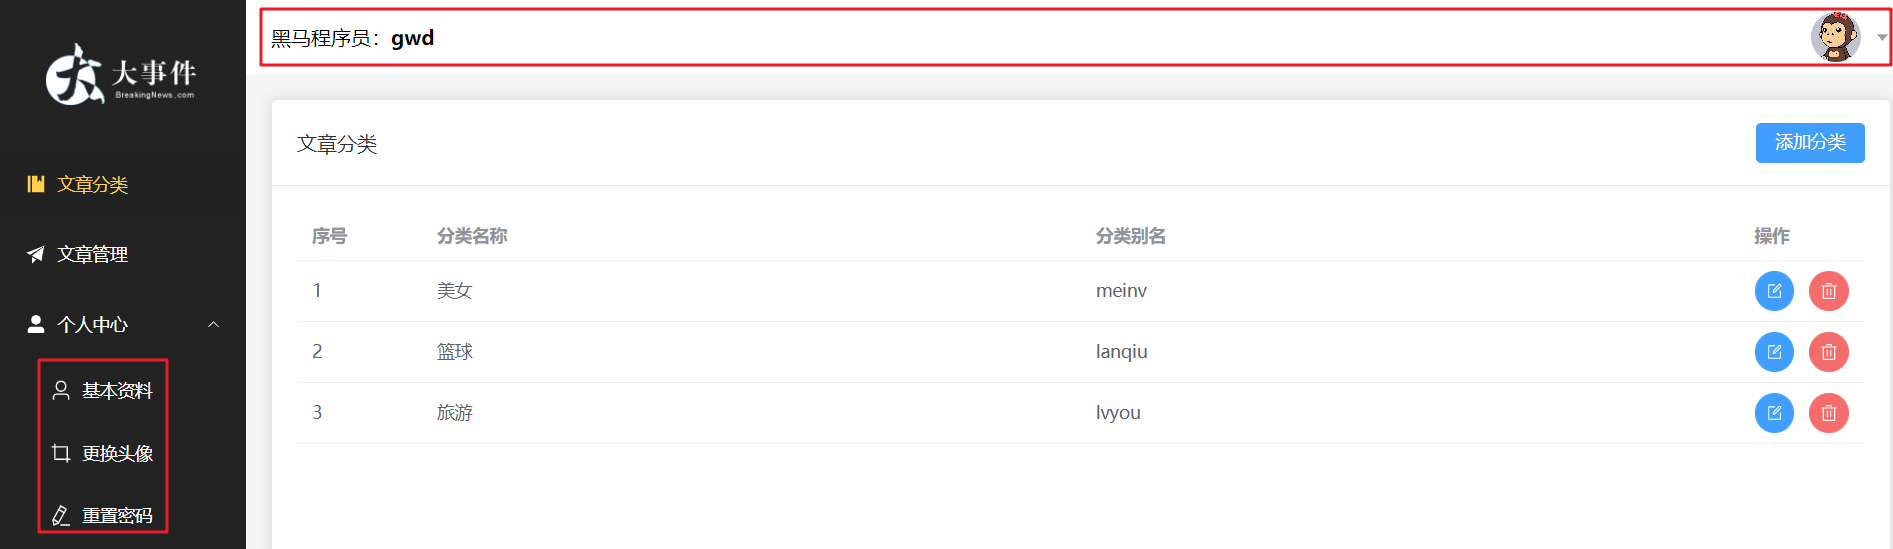 大事件
BreakingNews.com
文章分类
文章管理
个人中心
基本资料
更换头像
重置密码
黑马程序员：gwd
文章分类
添加分类
序号 分类名称 分类别名 操作
1 美女 meinv
2 篮球 lanqiu
3 旅游 lvyou